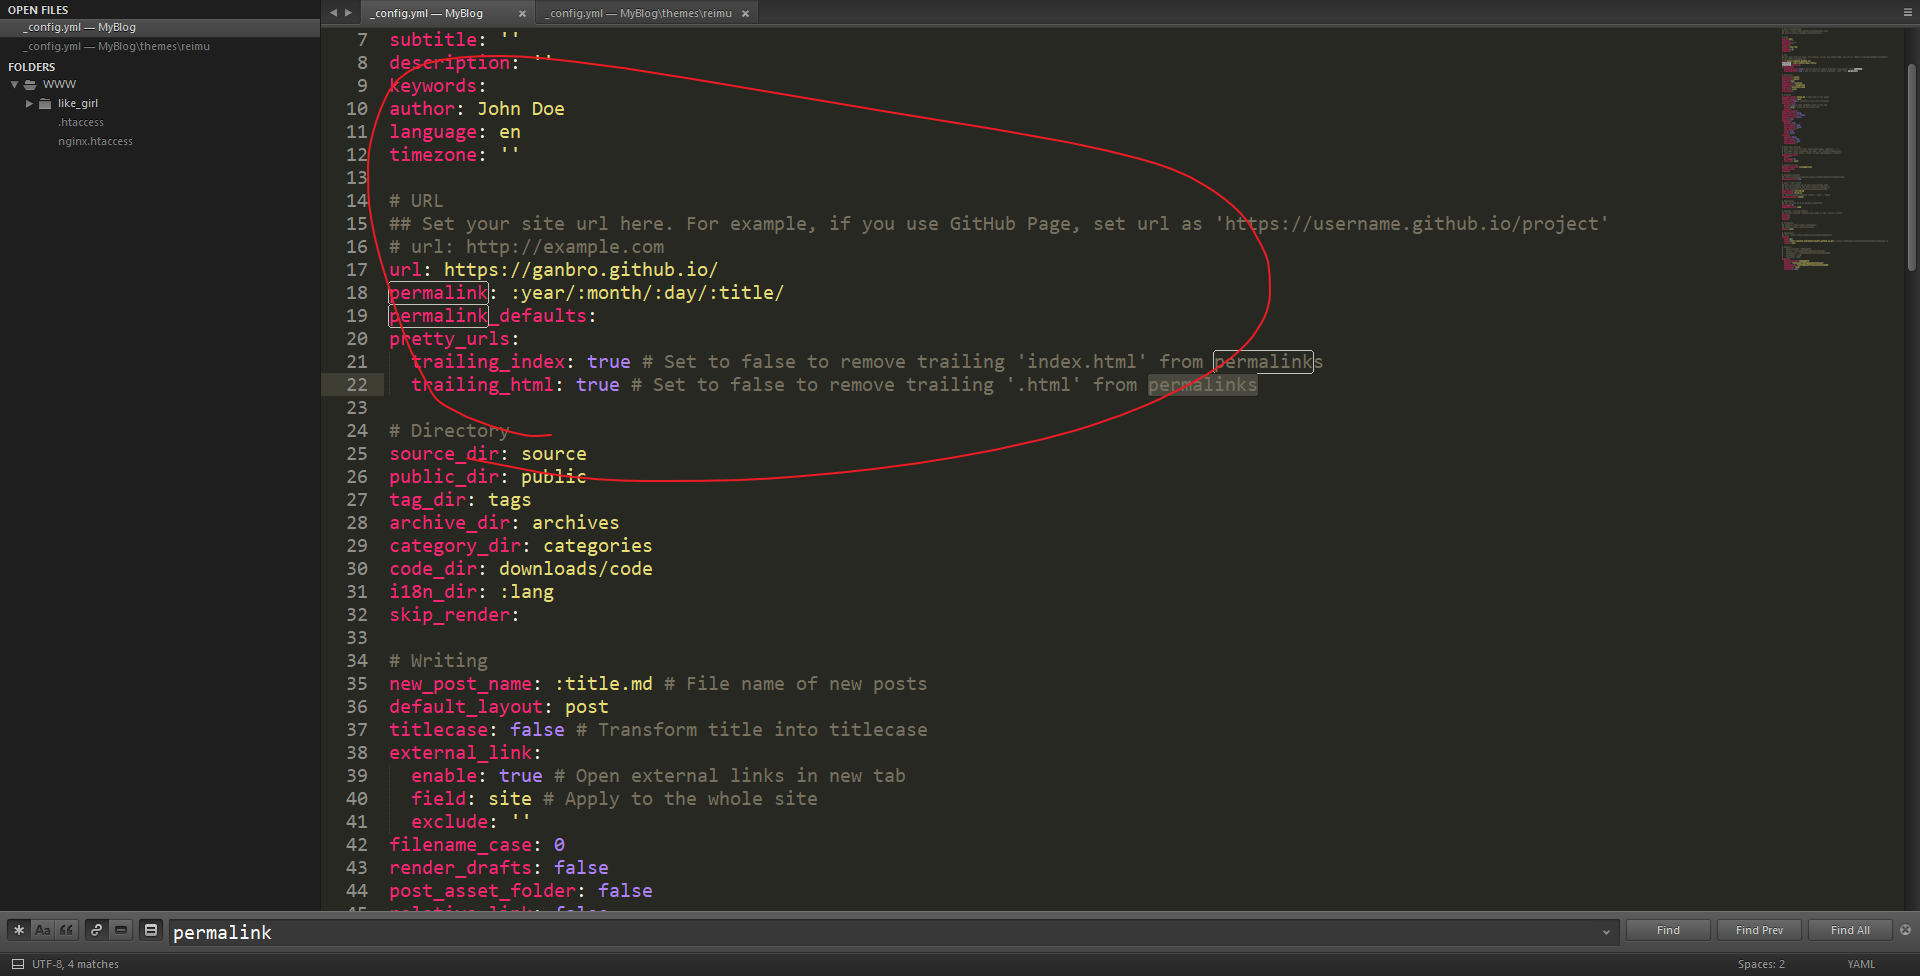 OPEN FILES
_config.yml — MyBlog
_config.yml — MyBlog\themes\reimu
FOLDERS
WWW
like_girl
.htaccess
nginx.htaccess
_config.yml — MyBlog
_config.yml — MyBlog\themes\reimu
7 subtitle: ''
8 description: ''
9 keywords:
10 author: John Doe
11 language: en
12 timezone: ''
13
14 # URL
15 ## Set your site url here. For example, if you use GitHub Page, set url as 'https://username.github.io/project'
16 # url: http://example.com
17 url: https://ganbro.github.io/
18 permalink: :year/:month/:day/:title/
19 permalink_defaults:
20 pretty_urls:
21 trailing_index: true # Set to false to remove trailing 'index.html' from permalinks
22 trailing_html: true # Set to false to remove trailing '.html' from permalinks
23
24 # Directory
25 source_dir: source
26 public_dir: public
27 tag_dir: tags
28 archive_dir: archives
29 category_dir: categories
30 code_dir: downloads/code
31 i18n_dir: :lang
32 skip_render:
33
34 # Writing
35 new_post_name: :title.md # File name of new posts
36 default_layout: post
37 titlecase: false # Transform title into titlecase
38 external_link:
39 enable: true # Open external links in new tab
40 field: site # Apply to the whole site
41 exclude: ''
42 filename_case: 0
43 render_drafts: false
44 post_asset_folder: false
45 relative_link: false
Aa
permalink
Find
Find Prev
Find All
UTF-8, 4 matches
Spaces: 2
YAML